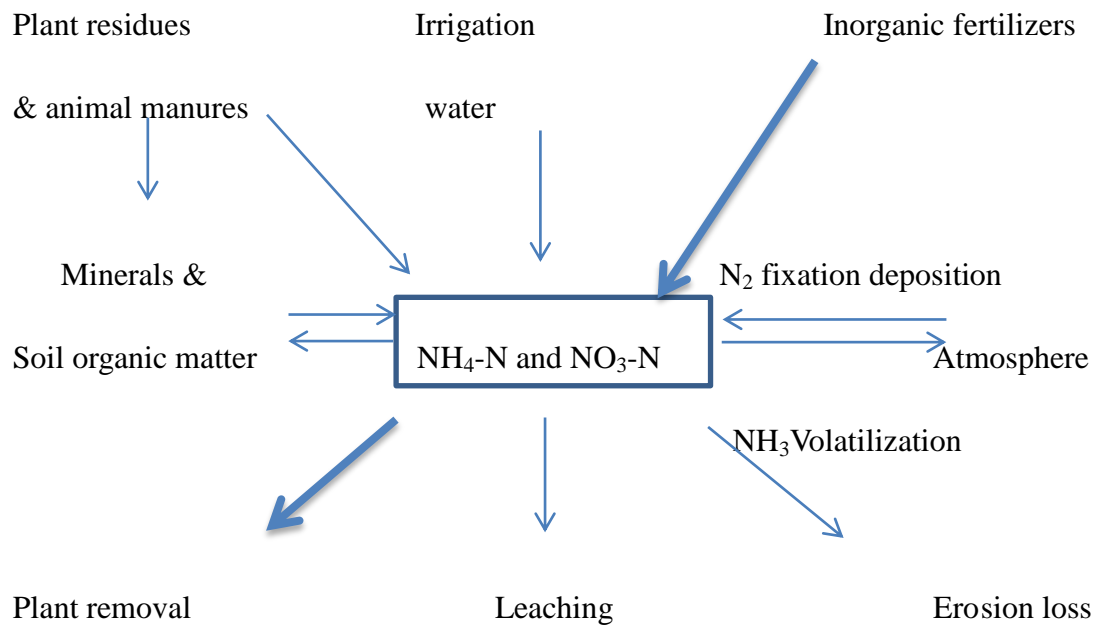 Plant residues Irrigation Inorganic fertilizers
& animal manures water
Minerals & N₂ fixation deposition
Soil organic matter NH₄-N and NO₃-N Atmosphere
NH₃Volatilization
Plant removal Leaching Erosion loss